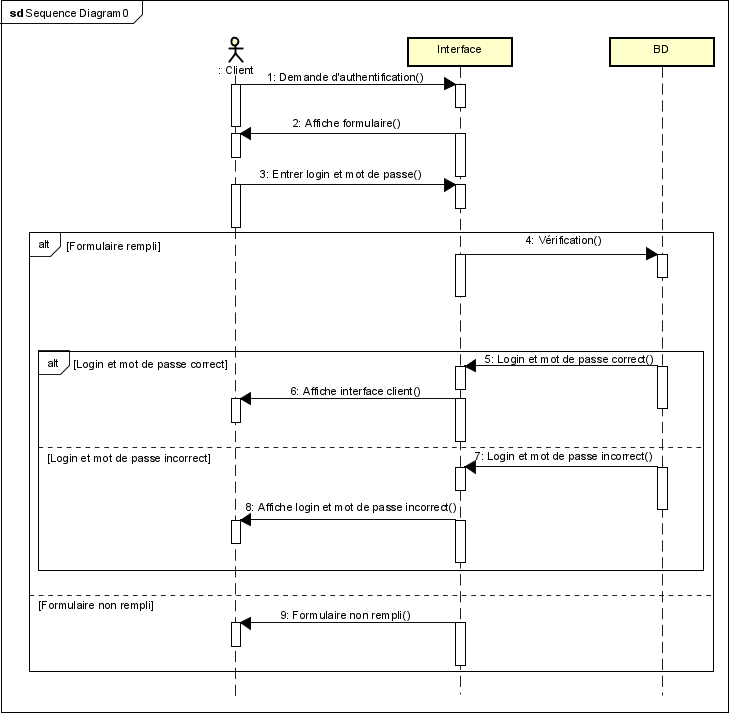 sd Sequence Diagram0
Interface
BD
: Client
1: Demande d'authentification()
2: Affiche formulaire()
3: Entrer login et mot de passe()
alt
[Formulaire rempli]
4: Vérification()
alt
[Login et mot de passe correct]
5: Login et mot de passe correct()
6: Affiche interface client()
[Login et mot de passe incorrect]
7: Login et mot de passe incorrect()
8: Affiche login et mot de passe incorrect()
[Formulaire non rempli]
9: Formulaire non rempli()